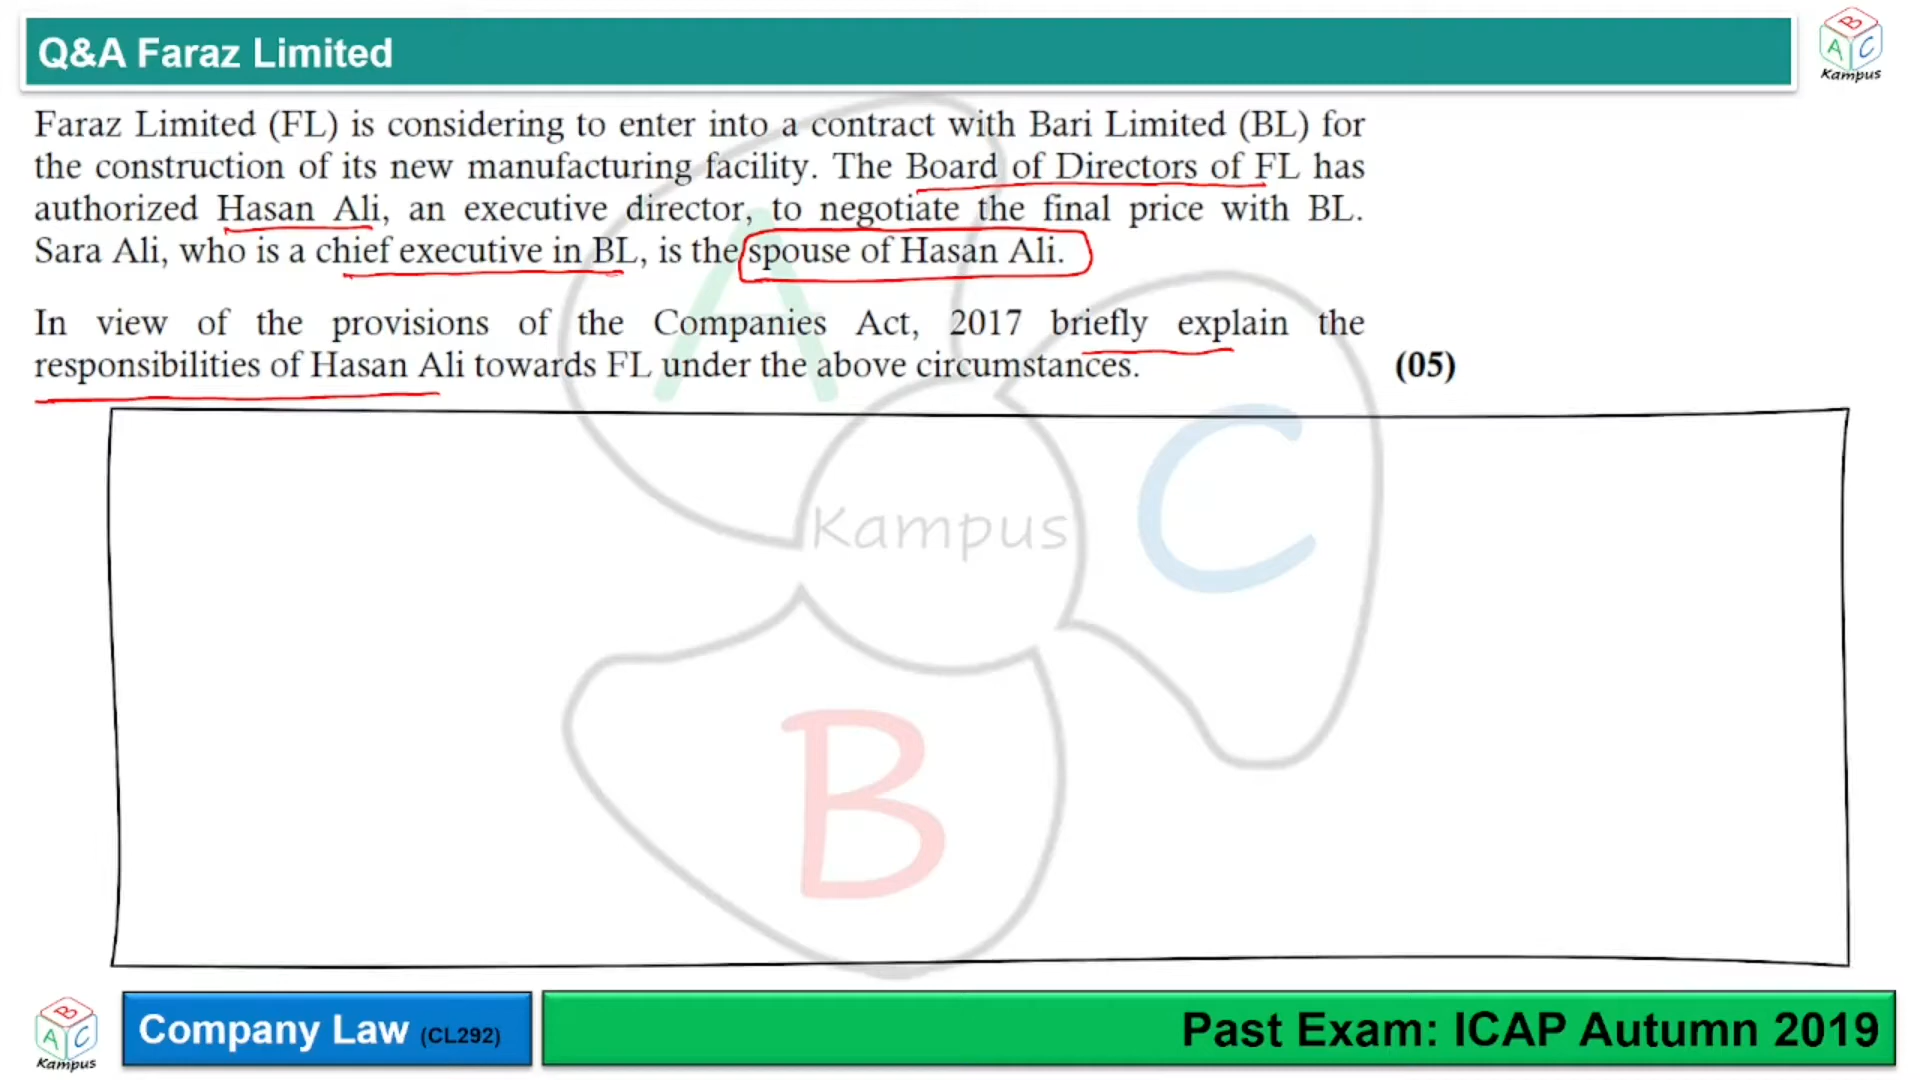 Q&A Faraz Limited
B
A C
Kampus
Faraz Limited (FL) is considering to enter into a contract with Bari Limited (BL) for
the construction of its new manufacturing facility. The Board of Directors of FL has
authorized Hasan Ali, an executive director, to negotiate the final price with BL.
Sara Ali, who is a chief executive in BL, is the spouse of Hasan Ali.
In view of the provisions of the Companies Act, 2017 briefly explain the
responsibilities of Hasan Ali towards FL under the above circumstances. (05)
A
C
Kampus
B
B
A C
Kampus
Company Law (CL292)
Past Exam: ICAP Autumn 2019